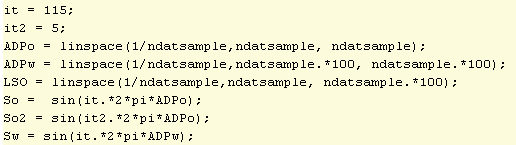 it = 115;
it2 = 5;
ADPo = linspace(1/ndatsample,ndatsample, ndatsample);
ADPw = linspace(1/ndatsample,ndatsample.*100, ndatsample.*100);
LSO = linspace(1/ndatsample,ndatsample, ndatsample.*100);
So =  sin(it.*2*pi*ADPo);
So2 = sin(it2.*2*pi*ADPo);
Sw = sin(it.*2*pi*ADPw);